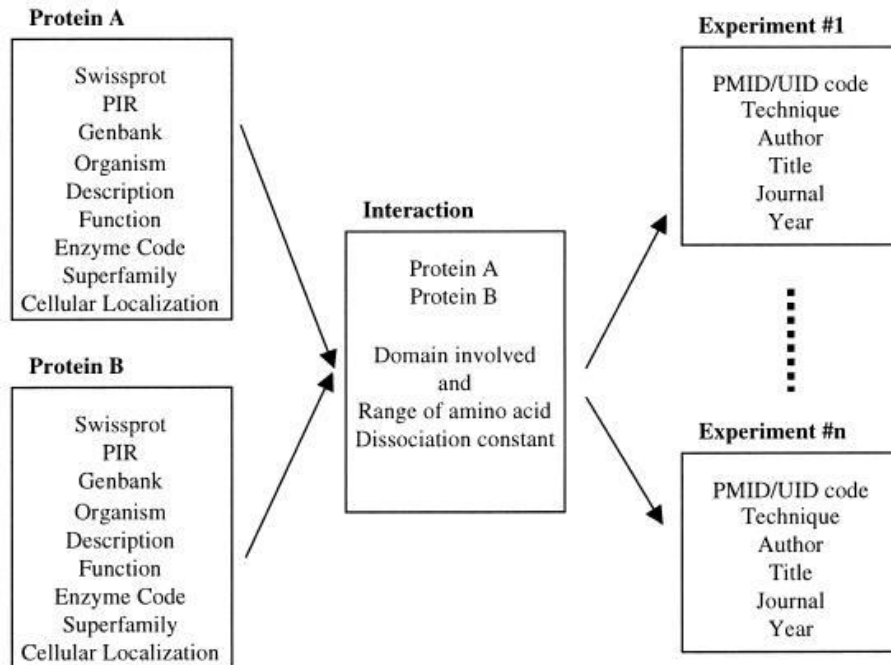 Protein A
Swissprot
PIR
Genbank
Organism
Description
Function
Enzyme Code
Superfamily
Cellular Localization
Protein B
Swissprot
PIR
Genbank
Organism
Description
Function
Enzyme Code
Superfamily
Cellular Localization
Interaction
Protein A
Protein B
Domain involved
and
Range of amino acid
Dissociation constant
Experiment #1
PMID/UID code
Technique
Author
Title
Journal
Year
Experiment #n
PMID/UID code
Technique
Author
Title
Journal
Year